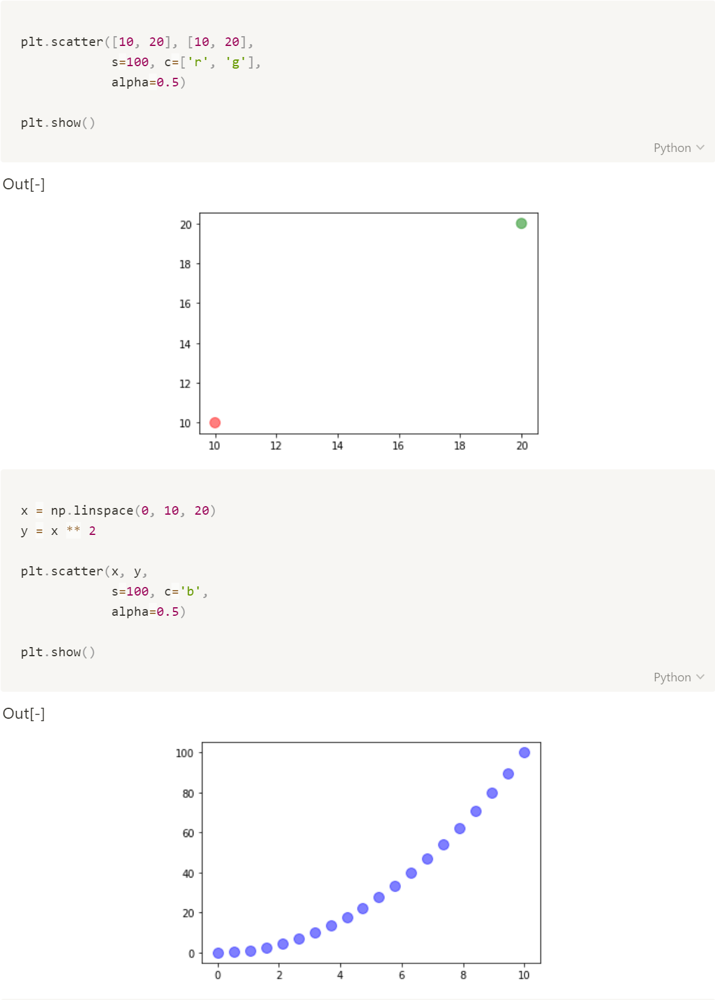 plt.scatter([10, 20], [10, 20],
            s=100, c=['r', 'g'],
            alpha=0.5)
plt.show()
Python
Out[-]
20
18
16
14
12
10
10 12 14 16 18 20
x = np.linspace(0, 10, 20)
y = x ** 2
plt.scatter(x, y,
            s=100, c='b',
            alpha=0.5)
plt.show()
Python
Out[-]
100
80
60
40
20
0
0 2 4 6 8 10